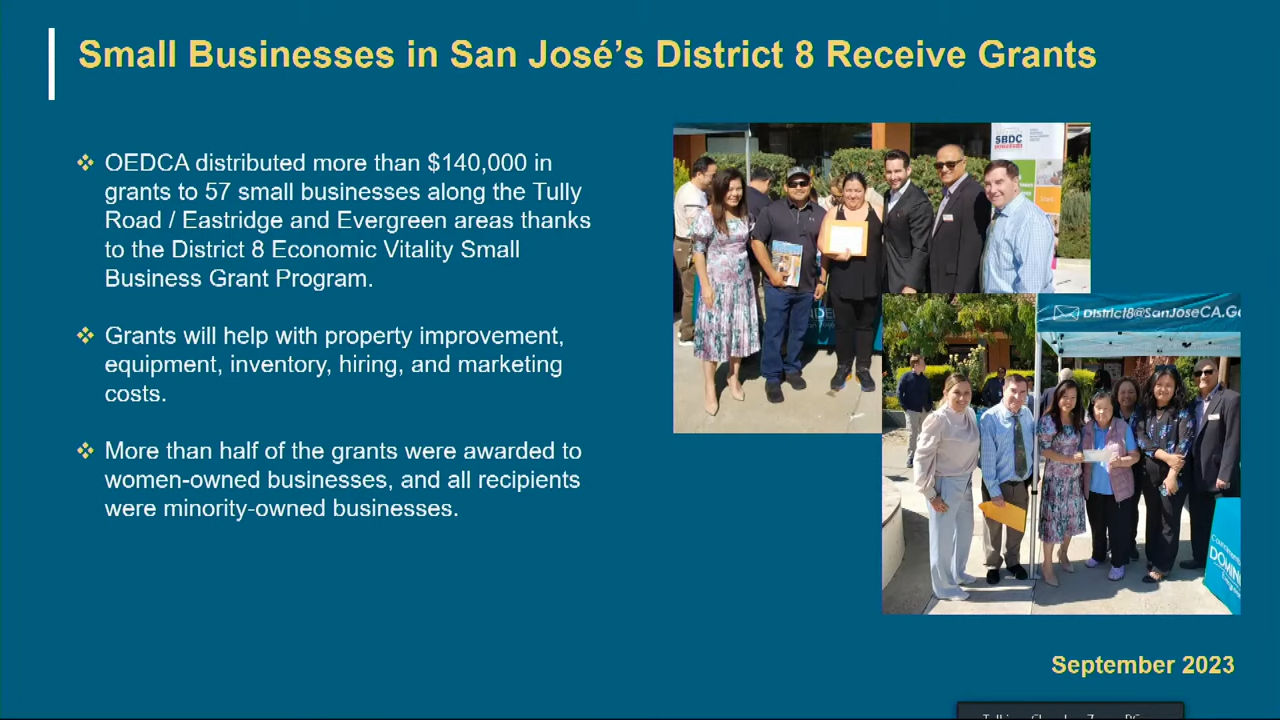 Small Businesses in San José's District 8 Receive Grants
❖ OEDCA distributed more than $140,000 in
grants to 57 small businesses along the Tully
Road / Eastridge and Evergreen areas thanks
to the District 8 Economic Vitality Small
Business Grant Program.
❖ Grants will help with property improvement,
equipment, inventory, hiring, and marketing
costs.
❖ More than half of the grants were awarded to
women-owned businesses, and all recipients
were minority-owned businesses.
SBDC
District8@SanJoseCA.Go
DOMIN
September 2023